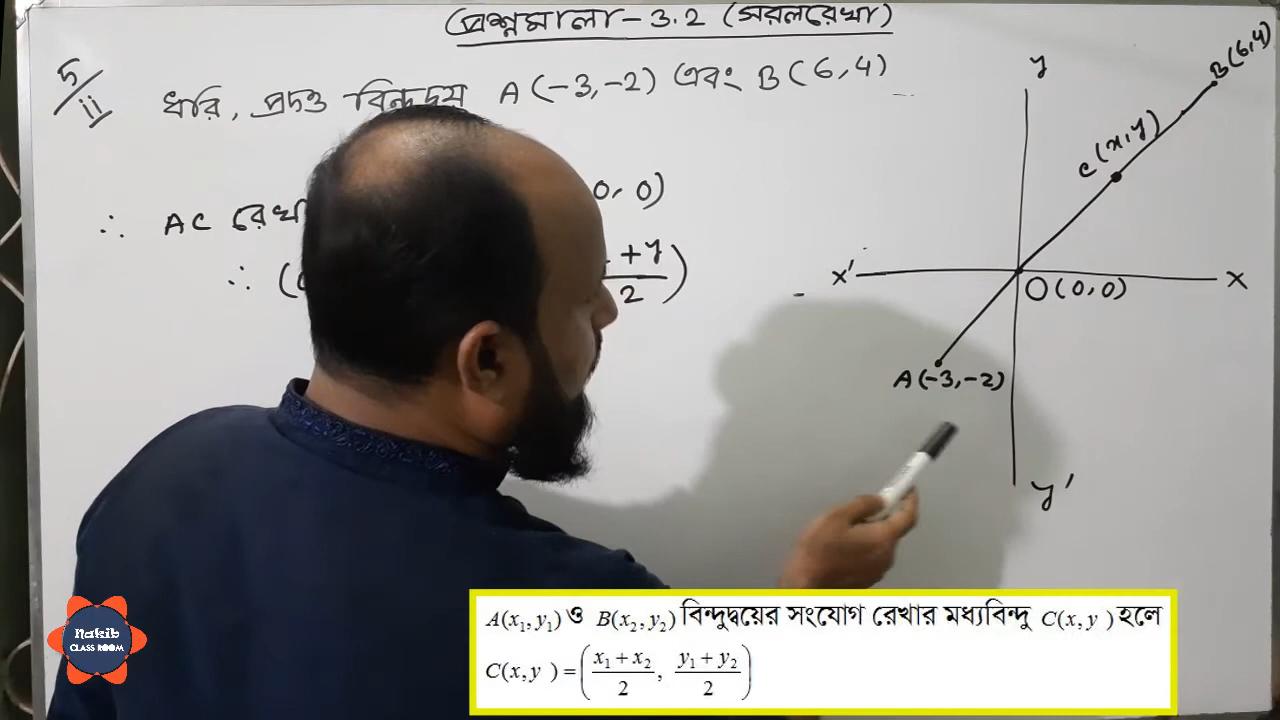 প্রশ্নমালা-3.2 (সরলরেখা)
5/ii
ধরি, প্রদত্ত বিন্দুদ্বয় A(-3,-2) এবং B(6,4)
0, 0)
∴ AC রেখা
∴ (
+y
2
)
y
B(6,4)
C(x,y)
x'
O(0,0)
x
A(-3,-2)
y'
A(x₁,y₁) ও B(x₂,y₂) বিন্দুদ্বয়ের সংযোগ রেখার মধ্যবিন্দু C(x,y) হলে
C(x,y) = (x₁+x₂/2, y₁+y₂/2)
Nakib
CLASS ROOM